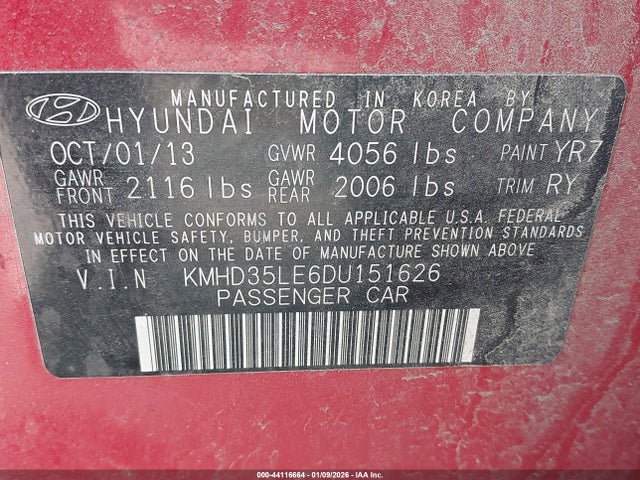 MANUFACTURED IN KOREA BY
HYUNDAI MOTOR COMPANY
OCT/01/13 GVWR 4056 lbs PAINT YR7
GAWR FRONT 2116 lbs GAWR REAR 2006 lbs TRIM RY
THIS VEHICLE CONFORMS TO ALL APPLICABLE U.S.A. FEDERAL
MOTOR VEHICLE SAFETY, BUMPER, AND THEFT PREVENTION STANDARDS
IN EFFECT ON THE DATE OF MANUFACTURE SHOWN ABOVE
V.I.N KMHD35LE6DU151626
PASSENGER CAR
000-44116664 - 01/09/2026 - IAA Inc.